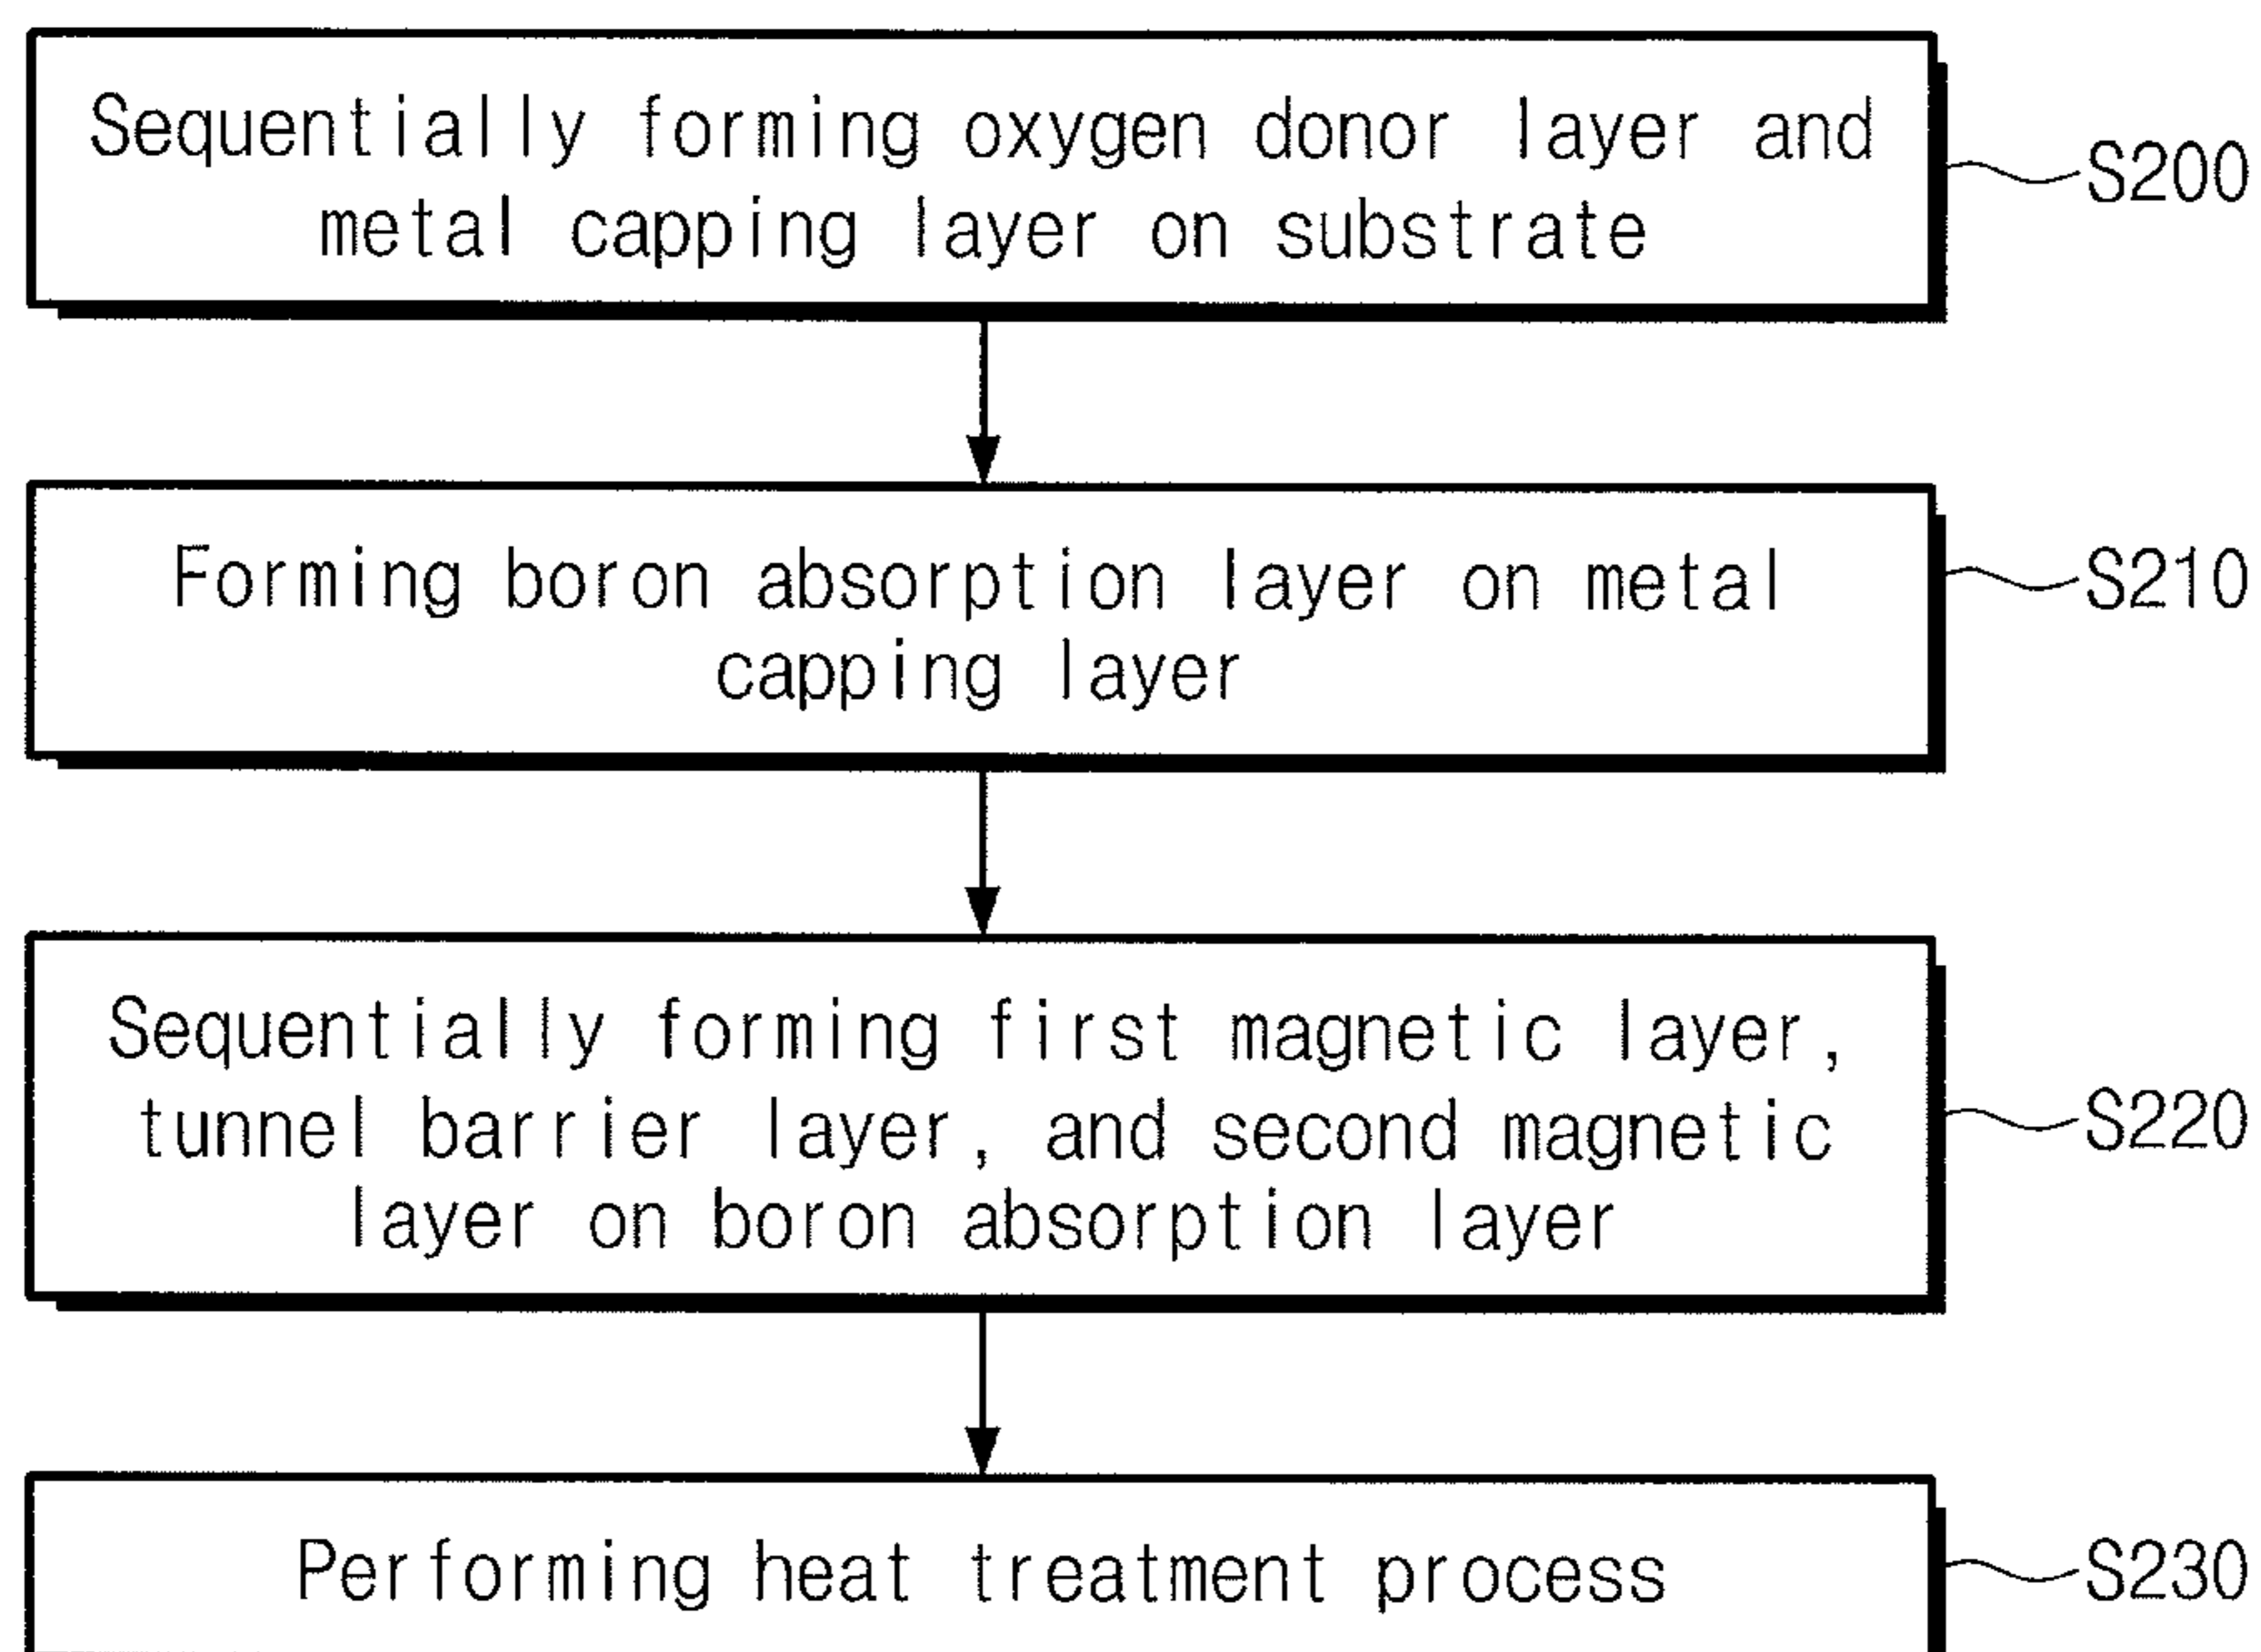 Sequentially forming oxygen donor layer and
metal capping layer on substrate
S200
Forming boron absorption layer on metal
capping layer
S210
Sequentially forming first magnetic layer,
tunnel barrier layer, and second magnetic
layer on boron absorption layer
S220
Performing heat treatment process
S230